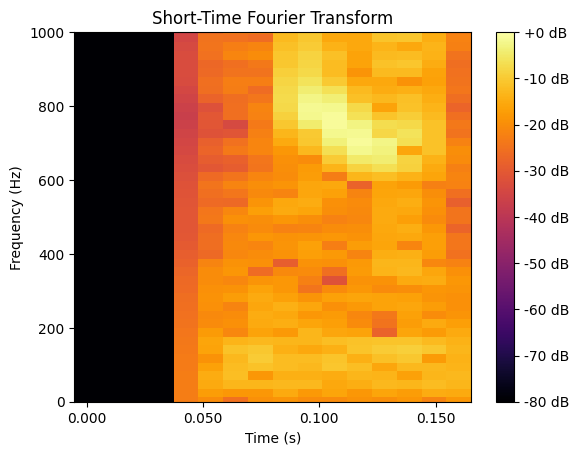 Short-Time Fourier Transform
1000
800
600
400
200
0
Frequency (Hz)
0.000
0.050
0.100
0.150
Time (s)
+0 dB
-10 dB
-20 dB
-30 dB
-40 dB
-50 dB
-60 dB
-70 dB
-80 dB